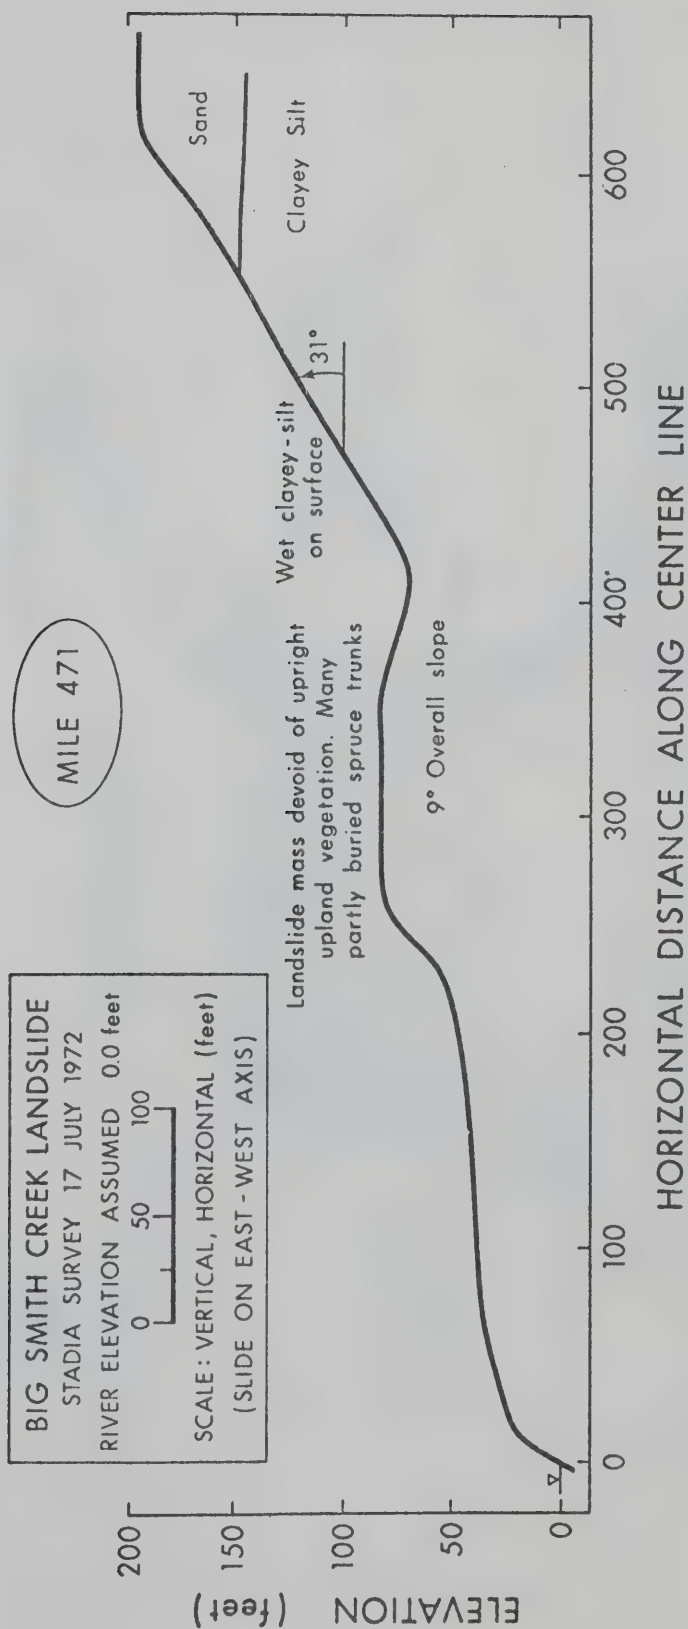 BIG SMITH CREEK LANDSLIDE
STADIA SURVEY 17 JULY 1972
RIVER ELEVATION ASSUMED 0.0 feet
0 50 100
SCALE: VERTICAL, HORIZONTAL (feet)
(SLIDE ON EAST-WEST AXIS)
MILE 471
Landslide mass devoid of upright
upland vegetation. Many
partly buried spruce trunks
Wet clayey-silt
on surface
31°
Sand
Clayey Silt
9° Overall slope
ELEVATION (feet)
200
150
100
50
0
0 100 200 300 400 500 600
HORIZONTAL DISTANCE ALONG CENTER LINE